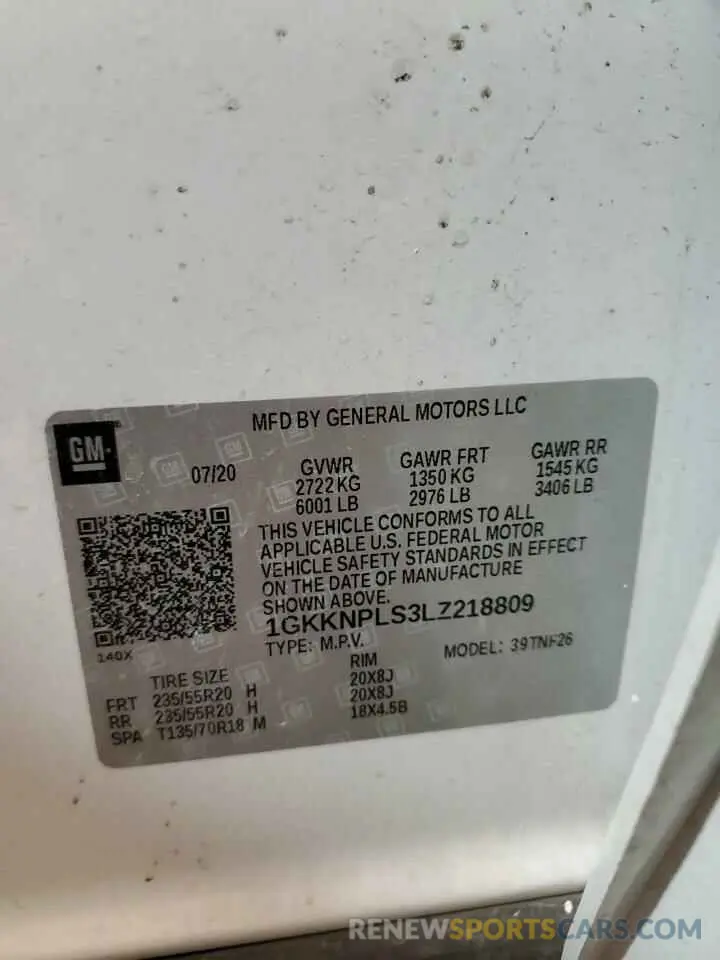 MFD BY GENERAL MOTORS LLC
GM
07/20
GVWR
2722 KG
6001 LB
GAWR FRT
1350 KG
2976 LB
GAWR RR
1545 KG
3406 LB
THIS VEHICLE CONFORMS TO ALL
APPLICABLE U.S. FEDERAL MOTOR
VEHICLE SAFETY STANDARDS IN EFFECT
ON THE DATE OF MANUFACTURE
SHOWN ABOVE.
1GKKNPLS3LZ218809
140X
TYPE: M.P.V.
MODEL: 39TNF26
TIRE SIZE RIM
FRT 235/55R20 H 20X8J
RR 235/55R20 H 20X8J
SPA T135/70R18 M 18X4.5B
RENEWSPORTSCARS.COM